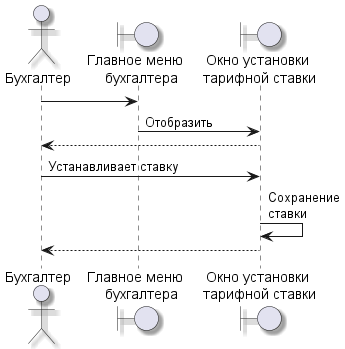 Бухгалтер
Главное меню
бухгалтера
Окно установки
тарифной ставки
Отобразить
Устанавливает ставку
Сохранение
ставки
Бухгалтер
Главное меню
бухгалтера
Окно установки
тарифной ставки